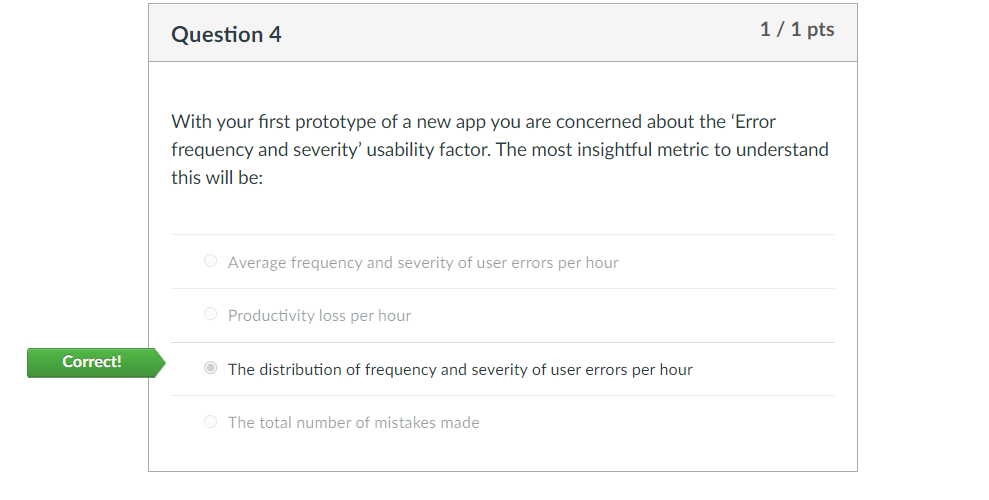 Question 4
1 / 1 pts
With your first prototype of a new app you are concerned about the ‘Error
frequency and severity’ usability factor. The most insightful metric to understand
this will be:
Average frequency and severity of user errors per hour
Productivity loss per hour
Correct!
The distribution of frequency and severity of user errors per hour
The total number of mistakes made